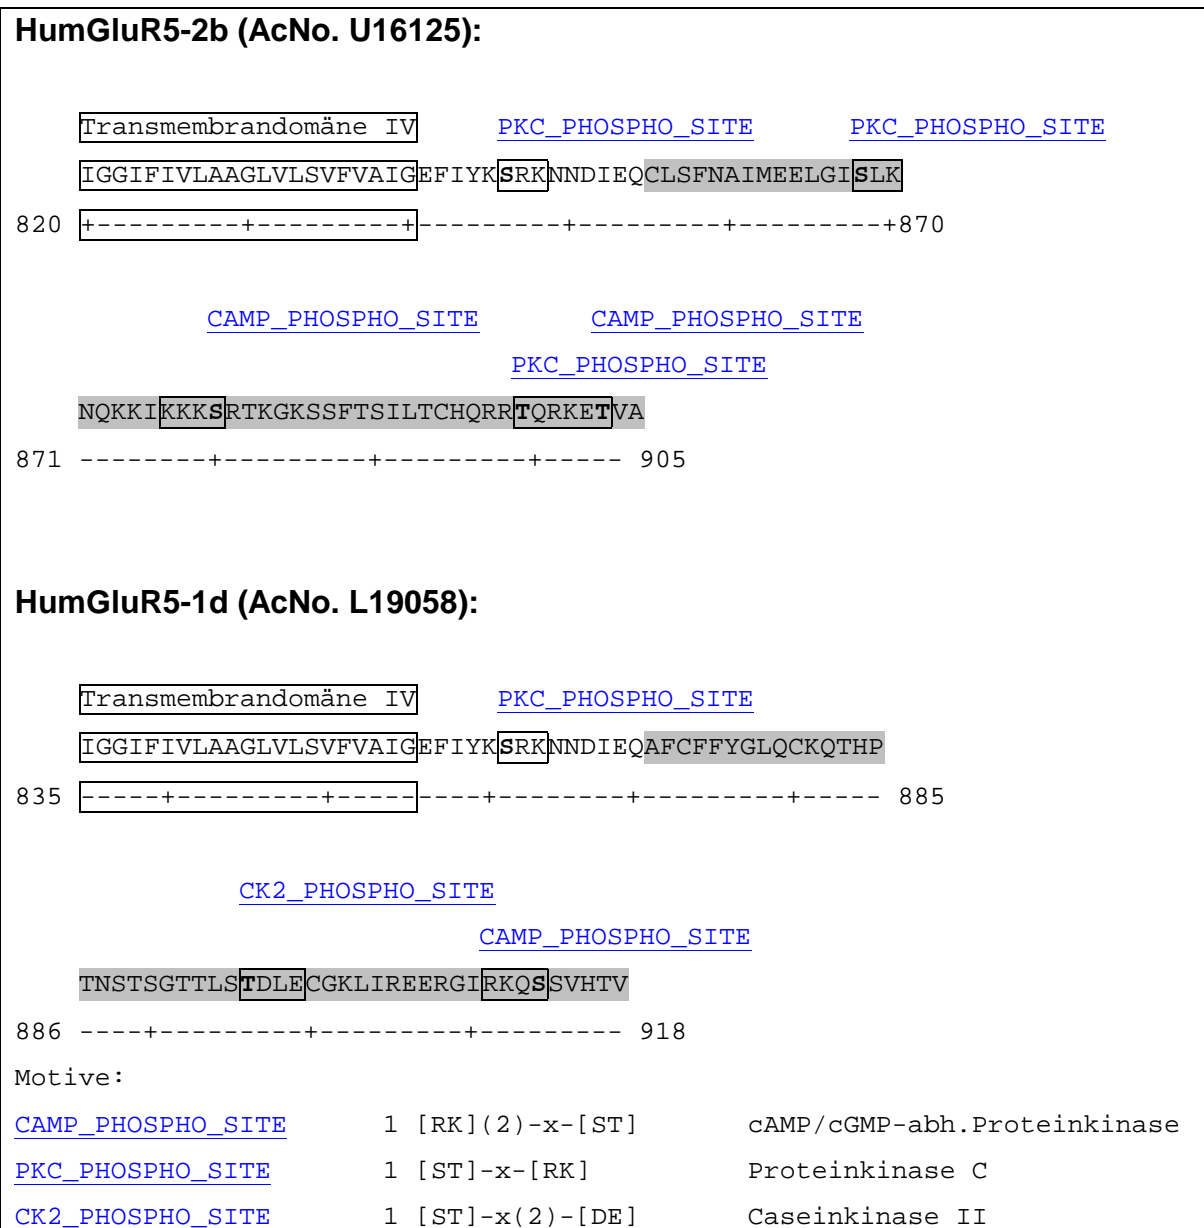 HumGluR5-2b (AcNo. U16125):
Transmembrandomäne IV PKC_PHOSPHO_SITE PKC_PHOSPHO_SITE
IGGIFIVLAAGLVLSVFVAIGEFIYKSRKNNDIEQCLSFNAIMEELGISLK
820 +---------+---------+---------+---------+---------+870
CAMP_PHOSPHO_SITE CAMP_PHOSPHO_SITE
PKC_PHOSPHO_SITE
NQKKIKKKSRTKGKSSFTSILTCHQRRTQRKETVA
871 --------+---------+---------+----- 905
HumGluR5-1d (AcNo. L19058):
Transmembrandomäne IV PKC_PHOSPHO_SITE
IGGIFIVLAAGLVLSVFVAIGEFIYKSRKNNDIEQAFCFFYGLQCKQTHP
835 -----+---------+---------+--------+---------+----- 885
CK2_PHOSPHO_SITE
CAMP_PHOSPHO_SITE
TNSTSGTTLSTDLECGKLIREERGIRKQSSVHTV
886 ----+---------+---------+--------- 918
Motive:
CAMP_PHOSPHO_SITE 1 [RK](2)-x-[ST] cAMP/cGMP-abh.Proteinkinase
PKC_PHOSPHO_SITE 1 [ST]-x-[RK] Proteinkinase C
CK2_PHOSPHO_SITE 1 [ST]-x(2)-[DE] Caseinkinase II